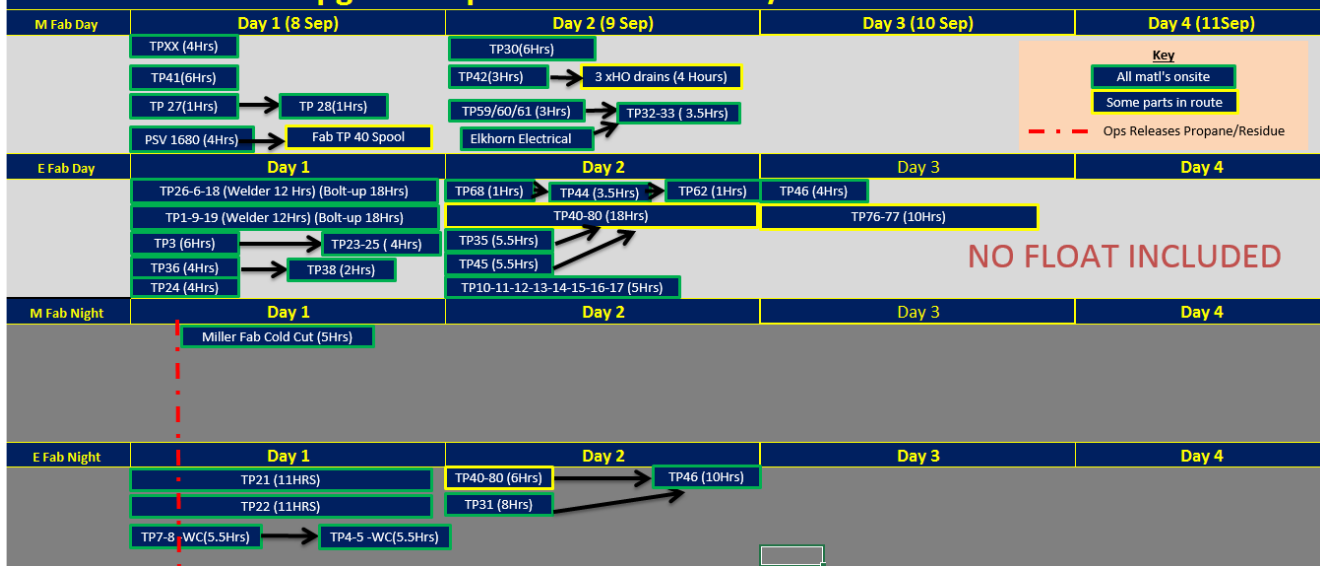 M Fab Day Day 1 (8 Sep) Day 2 (9 Sep) Day 3 (10 Sep) Day 4 (11Sep)
TPXX (4Hrs) TP30(6Hrs) Key
TP41(6Hrs) TP42(3Hrs) 3 xHO drains (4 Hours) All matl's onsite
TP 27(1Hrs) TP 28(1Hrs) TP59/60/61 (3Hrs) TP32-33 ( 3.5Hrs) Some parts in route
PSV 1680 (4Hrs) Fab TP 40 Spool Elkhorn Electrical Ops Releases Propane/Residue
E Fab Day Day 1 Day 2 Day 3 Day 4
TP26-6-18 (Welder 12 Hrs) (Bolt-up 18Hrs) TP68 (1Hrs) TP44 (3.5Hrs) TP62 (1Hrs) TP46 (4Hrs)
TP1-9-19 (Welder 12Hrs) (Bolt-up 18Hrs) TP40-80 (18Hrs) TP76-77 (10Hrs)
TP3 (6Hrs) TP23-25 ( 4Hrs) TP35 (5.5Hrs)
TP36 (4Hrs) TP38 (2Hrs) TP45 (5.5Hrs) NO FLOAT INCLUDED
TP24 (4Hrs) TP10-11-12-13-14-15-16-17 (5Hrs)
M Fab Night Day 1 Day 2 Day 3 Day 4
Miller Fab Cold Cut (5Hrs)
E Fab Night Day 1 Day 2 Day 3 Day 4
TP21 (11HRS) TP40-80 (6Hrs) TP46 (10Hrs)
TP22 (11HRS) TP31 (8Hrs)
TP7-8 -WC(5.5Hrs) TP4-5 -WC(5.5Hrs)